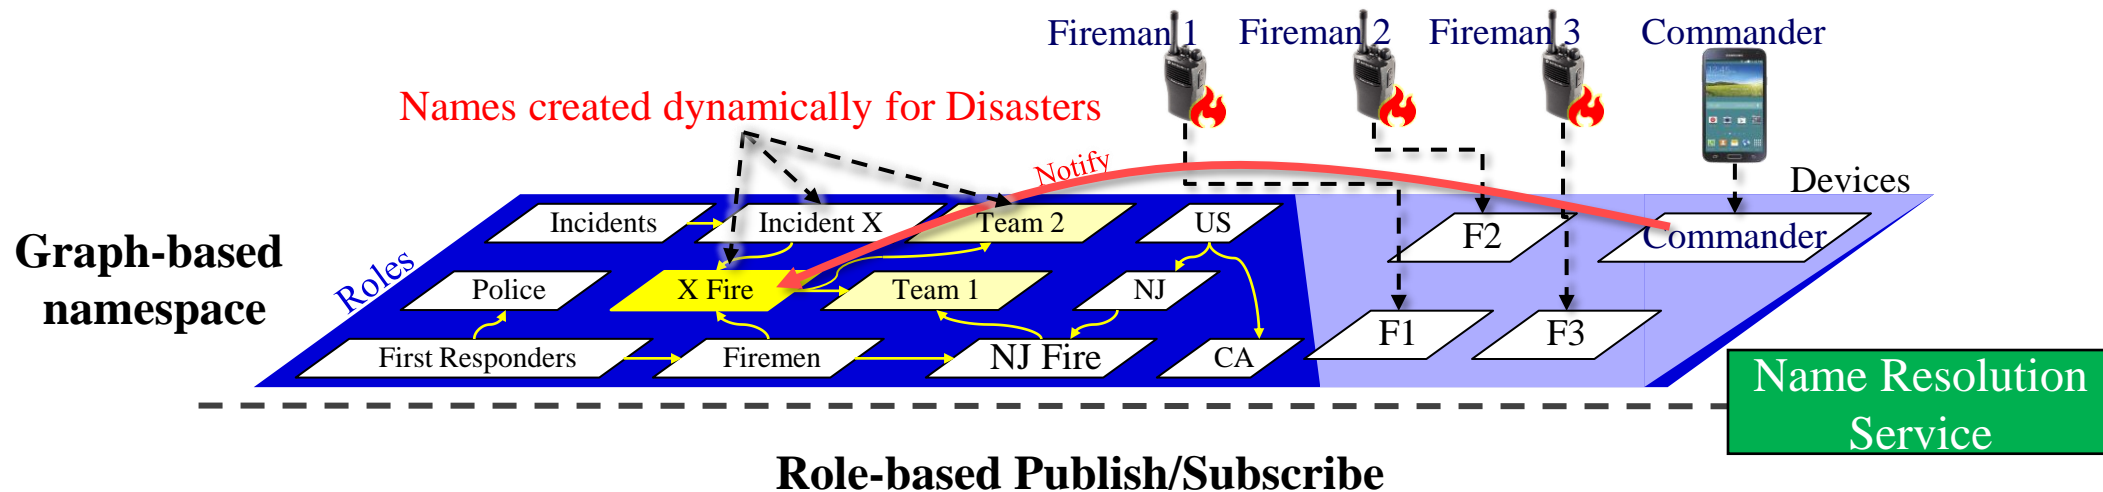 Fireman 1
Fireman 2
Fireman 3
Commander
Names created dynamically for Disasters
Notify
Devices
Graph-based
namespace
Roles
Incidents
Incident X
Team 2
US
F2
Commander
Police
X Fire
Team 1
NJ
First Responders
Firemen
NJ Fire
CA
F1
F3
Name Resolution
Service
Role-based Publish/Subscribe